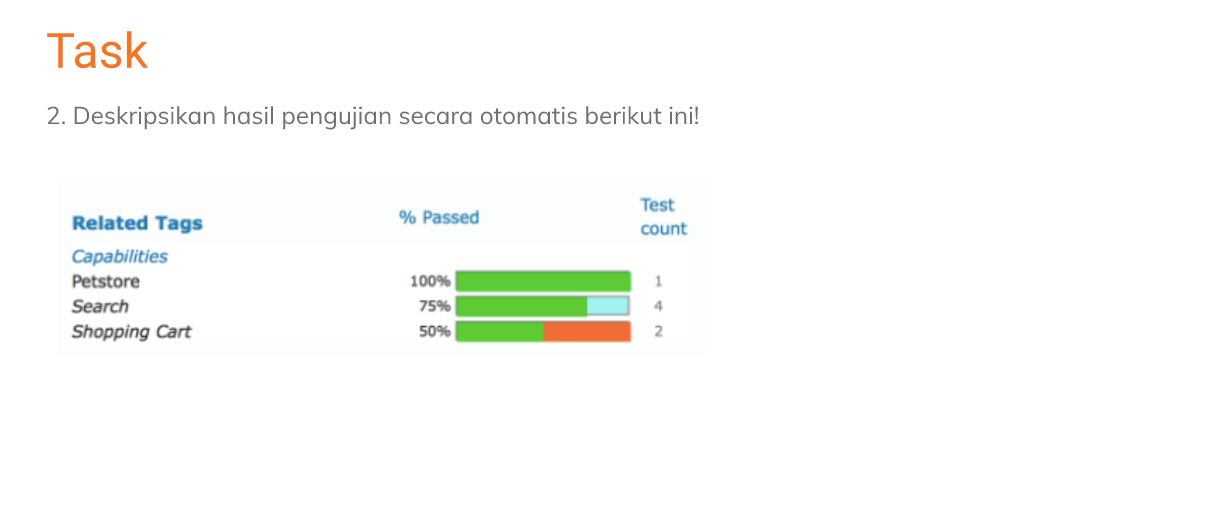 Task
2. Deskripsikan hasil pengujian secara otomatis berikut ini!
Related Tags % Passed Test count
Capabilities
Petstore 100% 1
Search 75% 4
Shopping Cart 50% 2